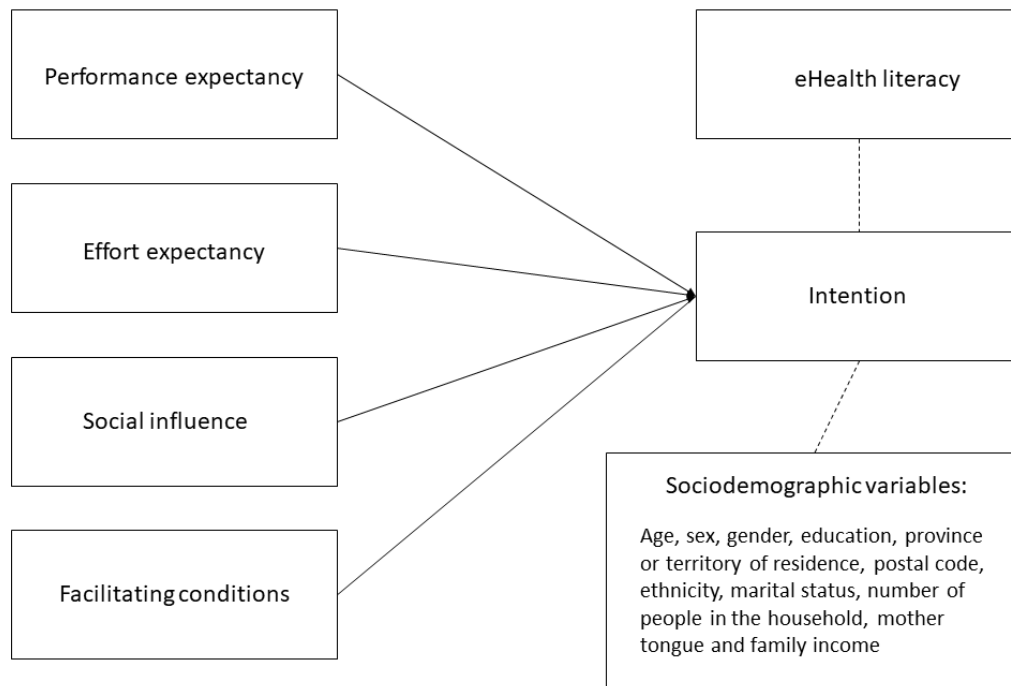 Performance expectancy
eHealth literacy
Effort expectancy
Intention
Social influence
Sociodemographic variables:
Age, sex, gender, education, province
or territory of residence, postal code,
ethnicity, marital status, number of
people in the household, mother
tongue and family income
Facilitating conditions